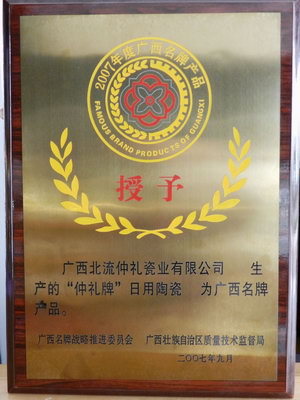 2007年度广西名牌产品
FAMOUS BRAND PRODUCTS OF GUANGXI
授予
广西北流仲礼瓷业有限公司 生
产的“仲礼牌”日用陶瓷 为广西名牌
产品。
广西名牌战略推进委员会 广西壮族自治区质量技术监督局
二〇〇七年九月